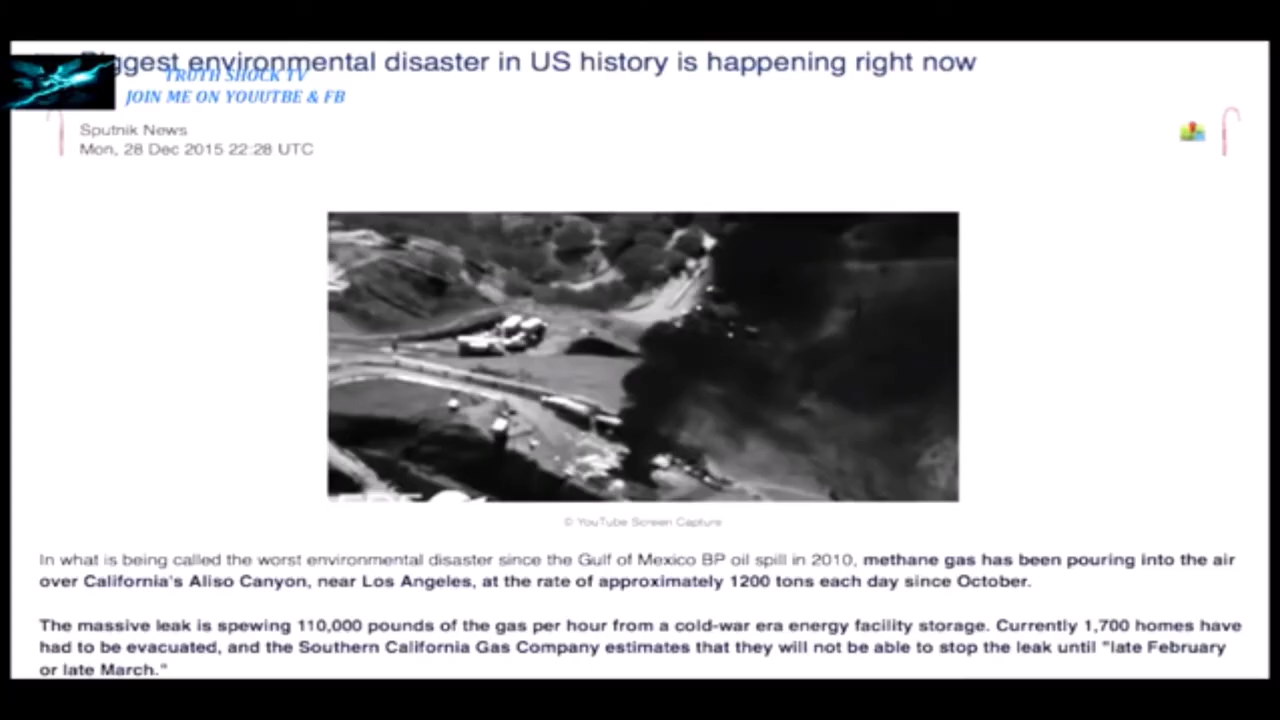 Biggest environmental disaster in US history is happening right now
TRUTH SHOCK TV
JOIN ME ON YOUUTBE & FB
Sputnik News
Mon, 28 Dec 2015 22:28 UTC
© YouTube Screen Capture
In what is being called the worst environmental disaster since the Gulf of Mexico BP oil spill in 2010, methane gas has been pouring into the air
over California's Aliso Canyon, near Los Angeles, at the rate of approximately 1200 tons each day since October.
The massive leak is spewing 110,000 pounds of the gas per hour from a cold-war era energy facility storage. Currently 1,700 homes have
had to be evacuated, and the Southern California Gas Company estimates that they will not be able to stop the leak until "late February
or late March."